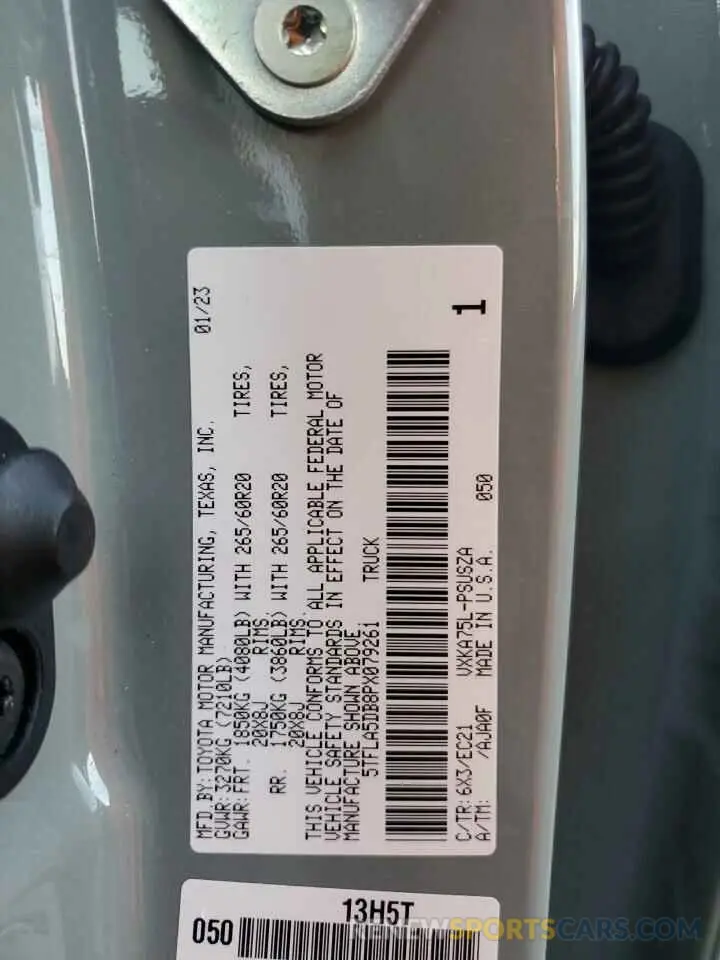 MFD.BY:TOYOTA MOTOR MANUFACTURING, TEXAS, INC. 01/23
GVWR:3270KG (7210LB)
GAWR:FRT. 1850KG (4080LB) WITH 265/60R20 TIRES,
20X8J RIMS.
RR. 1750KG (3860LB) WITH 265/60R20 TIRES,
20X8J RIMS.
THIS VEHICLE CONFORMS TO ALL APPLICABLE FEDERAL MOTOR
VEHICLE SAFETY STANDARDS IN EFFECT ON THE DATE OF
MANUFACTURE SHOWN ABOVE.
5TFLA5DB8PX079261 TRUCK
C/TR:6X3/EC21 VXKA75L-PSUSZA 050
A/TM: /AJA0F MADE IN U.S.A.
1
13H5T
050
RENEWSPORTSCARS.COM